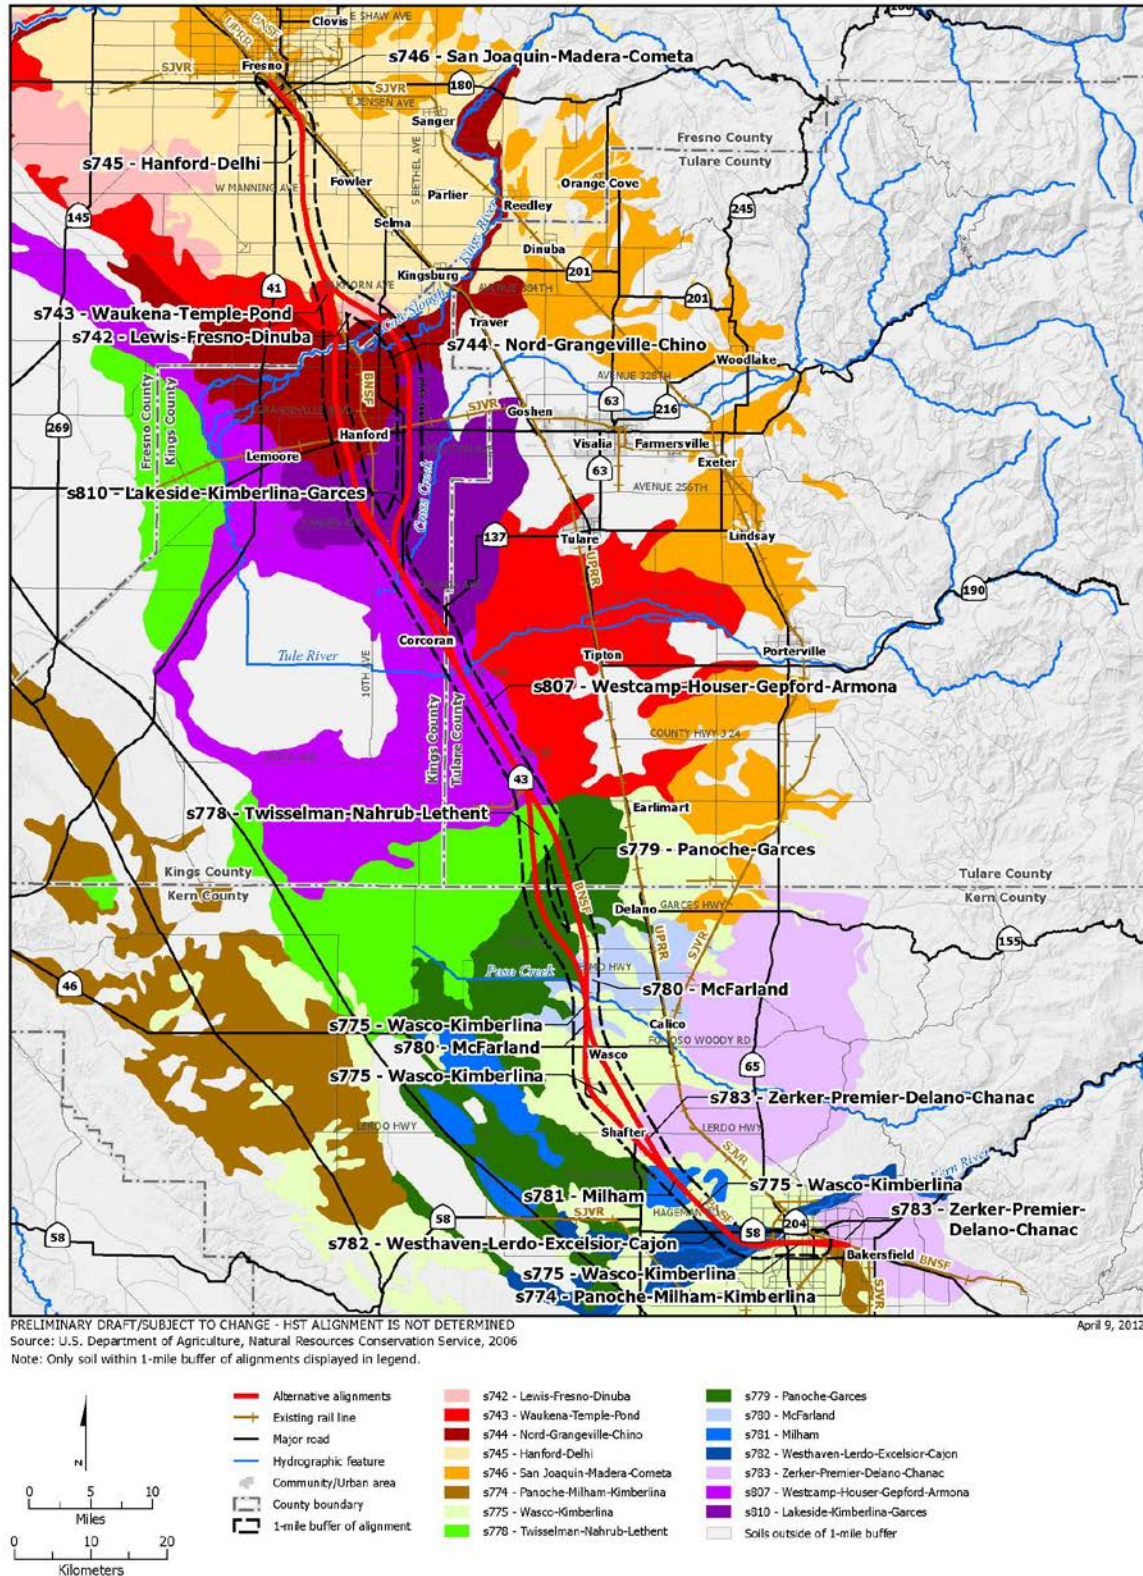 Clovis
E SHAW AVE
UPRR
BNSF
SJVR
Fresno
s746 - San Joaquin-Madera-Cometa
SJVR
180
E JENSEN AVE
Sanger
S BETHEL AVE
Fresno County
Tulare County
s745 - Hanford-Delhi
W MANNING AVE
Fowler
Parlier
Orange Cove
145
Selma
Kings River
Reedley
245
Dinuba
Kingsburg
201
41
ELKHORN AVE
AVENUE 384TH
201
s743 - Waukena-Temple-Pond
Cole Slough
Traver
s742 - Lewis-Fresno-Dinuba
s744 - Nord-Grangeville-Chino
Woodlake
AVENUE 328TH
BNSF
Fresno County
Kings County
63
216
269
SJVR
Goshen
Hanford
Visalia
Farmersville
Lemoore
63
Exeter
s810 - Lakeside-Kimberlina-Garces
AVENUE 256TH
Cross Creek
137
Tulare
Lindsay
UPRR
190
Corcoran
Tule River
10TH AVE
Tipton
Porterville
s807 - Westcamp-Houser-Gepford-Armona
Kings County
Tulare County
COUNTY HWY J 24
43
s778 - Twisselman-Nahrub-Lethent
Earlimart
s779 - Panoche-Garces
Kings County
Kern County
Tulare County
Kern County
BNSF
Delano
GARCES HWY
UPRR
SJVR
155
46
Poso Creek
s780 - McFarland
s775 - Wasco-Kimberlina
Calico
s780 - McFarland
Wasco
65
s775 - Wasco-Kimberlina
s783 - Zerker-Premier-Delano-Chanac
LERDO HWY
Shafter
LERDO HWY
SJVR
Kern River
s781 - Milham
s775 - Wasco-Kimberlina
HAGEMAN
BNSF
58
SJVR
58
204
s783 - Zerker-Premier-
Delano-Chanac
58
s782 - Westhaven-Lerdo-Excelsior-Cajon
Bakersfield
s775 - Wasco-Kimberlina
BNSF
s774 - Panoche-Milham-Kimberlina
SJVR
PRELIMINARY DRAFT/SUBJECT TO CHANGE - HST ALIGNMENT IS NOT DETERMINED
April 9, 2012
Source: U.S. Department of Agriculture, Natural Resources Conservation Service, 2006
Note: Only soil within 1-mile buffer of alignments displayed in legend.
N
0 5 10
Miles
0 10 20
Kilometers
Alternative alignments
Existing rail line
Major road
Hydrographic feature
Community/Urban area
County boundary
1-mile buffer of alignment
s742 - Lewis-Fresno-Dinuba
s743 - Waukena-Temple-Pond
s744 - Nord-Grangeville-Chino
s745 - Hanford-Delhi
s746 - San Joaquin-Madera-Cometa
s774 - Panoche-Milham-Kimberlina
s775 - Wasco-Kimberlina
s778 - Twisselman-Nahrub-Lethent
s779 - Panoche-Garces
s780 - McFarland
s781 - Milham
s782 - Westhaven-Lerdo-Excelsior-Cajon
s783 - Zerker-Premier-Delano-Chanac
s807 - Westcamp-Houser-Gepford-Armona
s810 - Lakeside-Kimberlina-Garces
Soils outside of 1-mile buffer